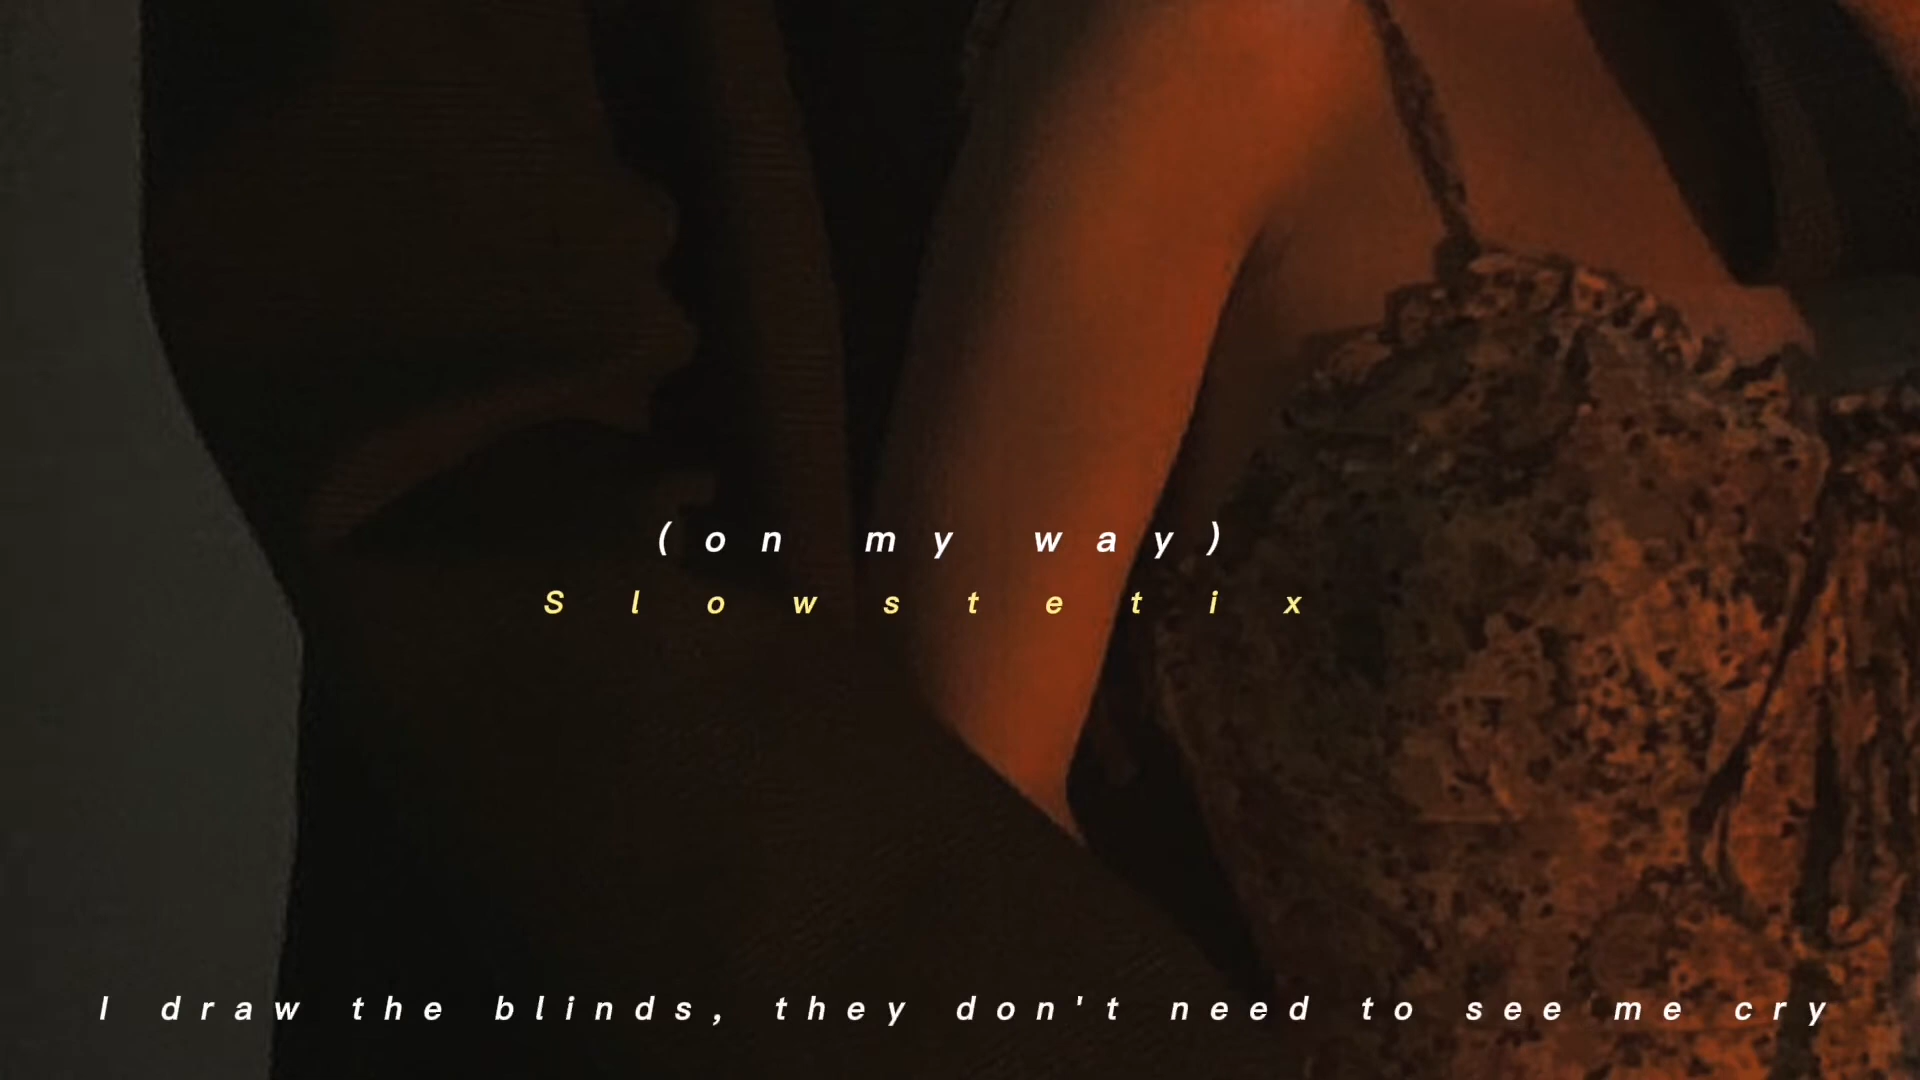 (on my way)
Slowstetix
I draw the blinds, they don't need to see me cry